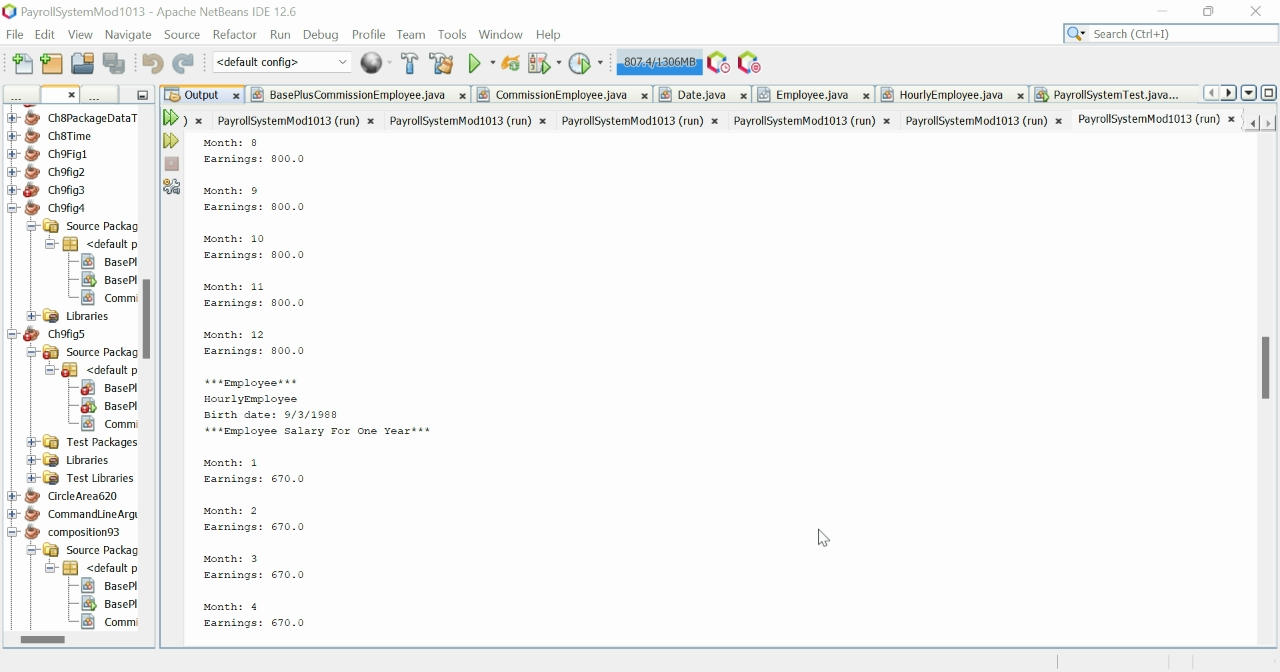 PayrollSystemMod1013 - Apache NetBeans IDE 12.6
File Edit View Navigate Source Refactor Run Debug Profile Team Tools Window Help
Search (Ctrl+I)
<default config>
807.4/1306MB
... ...
Output BasePlusCommissionEmployee.java CommissionEmployee.java Date.java Employee.java HourlyEmployee.java PayrollSystemTest.java...
) PayrollSystemMod1013 (run) PayrollSystemMod1013 (run) PayrollSystemMod1013 (run) PayrollSystemMod1013 (run) PayrollSystemMod1013 (run) PayrollSystemMod1013 (run)
Ch8PackageDataT
Ch8Time
Ch9Fig1
Ch9fig2
Ch9fig3
Ch9fig4
Source Packag
<default p
BasePl
BasePl
Commi
Libraries
Ch9fig5
Source Packag
<default p
BasePl
BasePl
Commi
Test Packages
Libraries
Test Libraries
CircleArea620
CommandLineArgu
composition93
Source Packag
<default p
BasePl
BasePl
Commi
Month: 8
Earnings: 800.0
Month: 9
Earnings: 800.0
Month: 10
Earnings: 800.0
Month: 11
Earnings: 800.0
Month: 12
Earnings: 800.0
***Employee***
HourlyEmployee
Birth date: 9/3/1988
***Employee Salary For One Year***
Month: 1
Earnings: 670.0
Month: 2
Earnings: 670.0
Month: 3
Earnings: 670.0
Month: 4
Earnings: 670.0